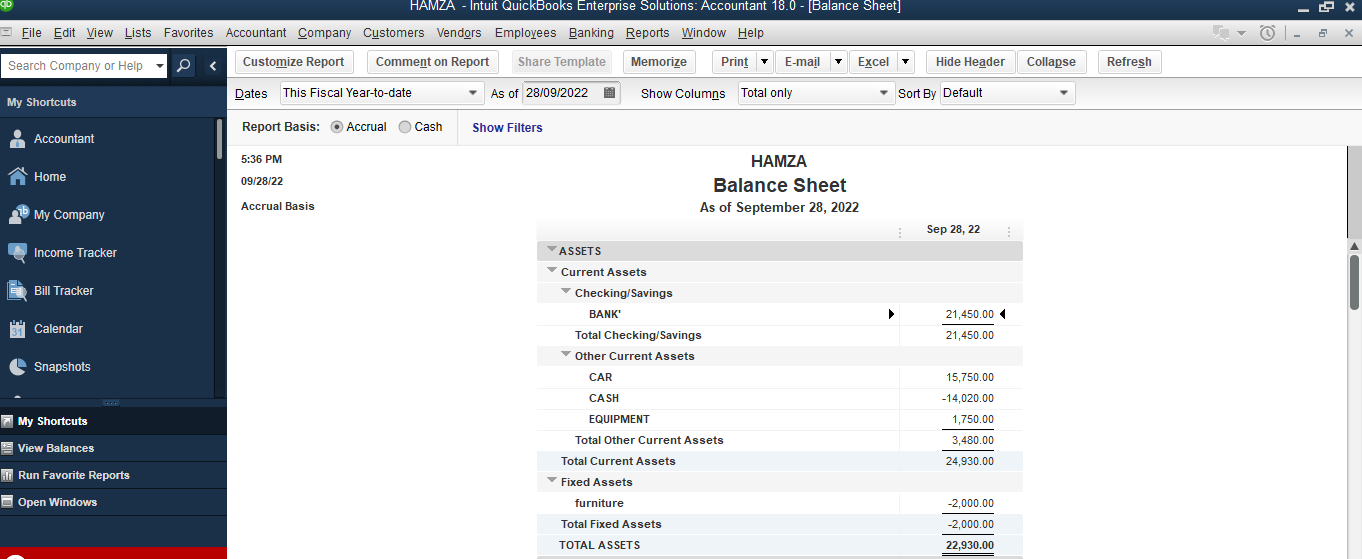 HAMZA - Intuit QuickBooks Enterprise Solutions: Accountant 18.0 - [Balance Sheet]
File Edit View Lists Favorites Accountant Company Customers Vendors Employees Banking Reports Window Help
Search Company or Help
Customize Report Comment on Report Share Template Memorize Print E-mail Excel Hide Header Collapse Refresh
Dates This Fiscal Year-to-date As of 28/09/2022 Show Columns Total only Sort By Default
Report Basis: Accrual Cash Show Filters
My Shortcuts
Accountant
Home
My Company
Income Tracker
Bill Tracker
Calendar
Snapshots
My Shortcuts
View Balances
Run Favorite Reports
Open Windows
5:36 PM
09/28/22
Accrual Basis
HAMZA
Balance Sheet
As of September 28, 2022
Sep 28, 22
ASSETS
Current Assets
Checking/Savings
BANK' 21,450.00
Total Checking/Savings 21,450.00
Other Current Assets
CAR 15,750.00
CASH -14,020.00
EQUIPMENT 1,750.00
Total Other Current Assets 3,480.00
Total Current Assets 24,930.00
Fixed Assets
furniture -2,000.00
Total Fixed Assets -2,000.00
TOTAL ASSETS 22,930.00